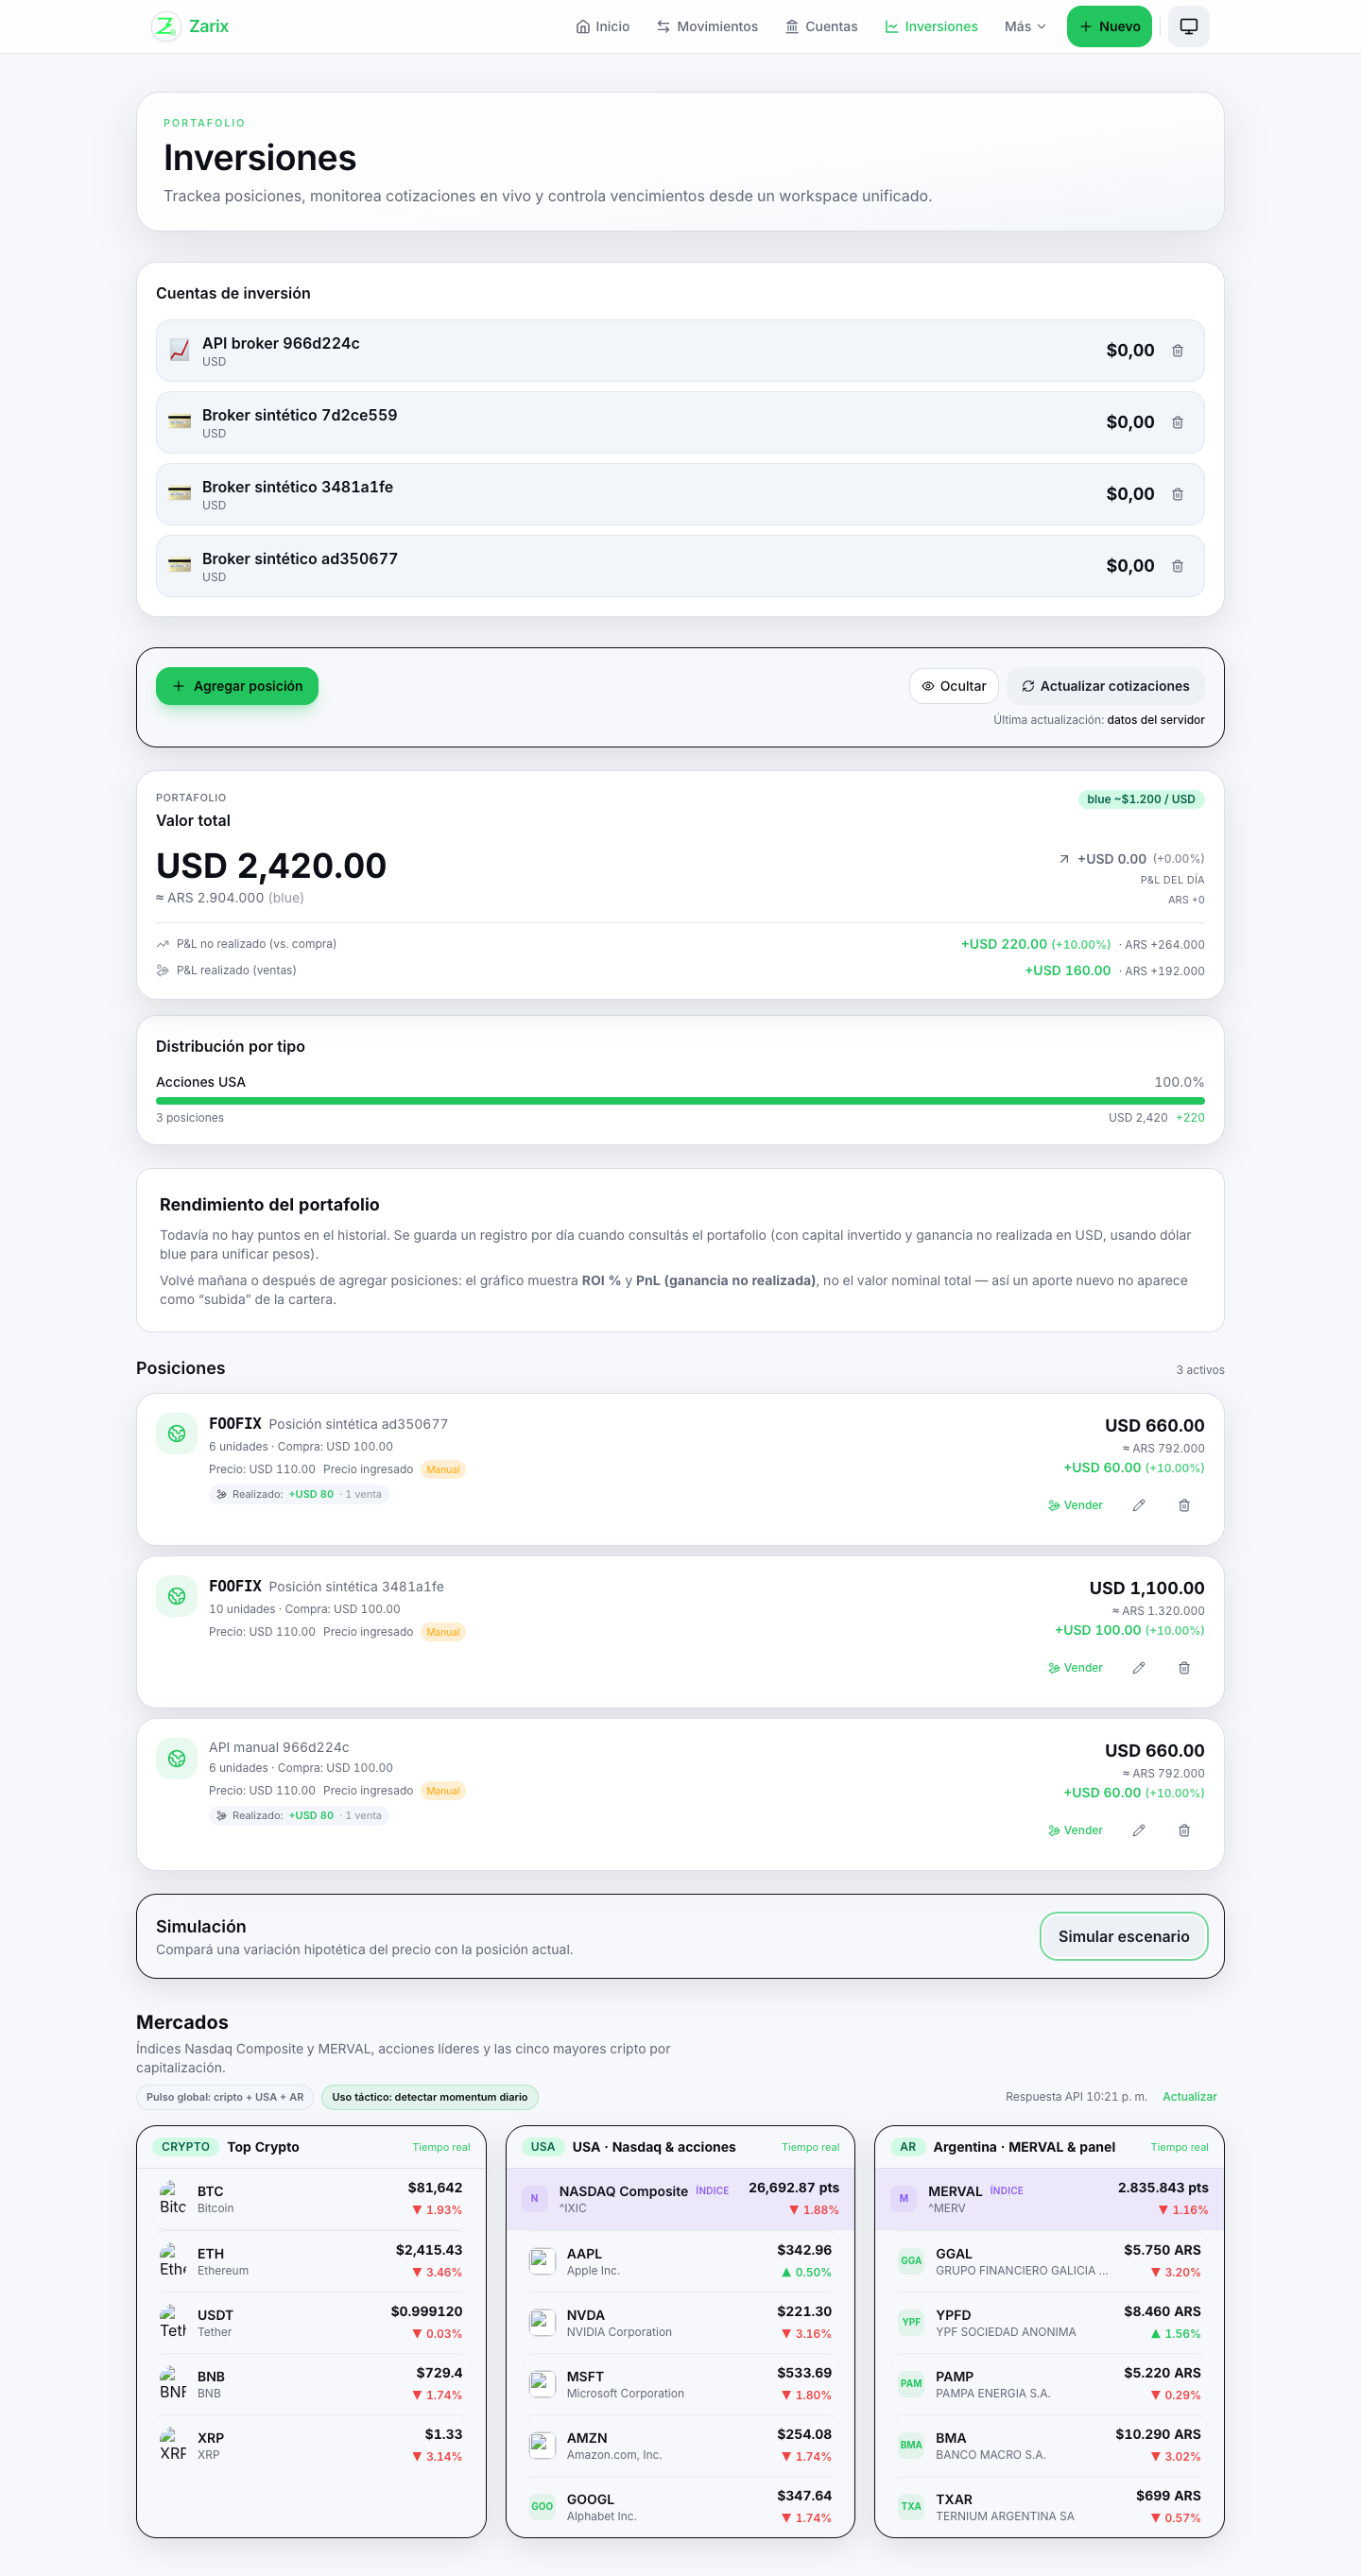 Zarix
Inicio
Movimientos
Cuentas
Inversiones
Más
Nuevo
PORTAFOLIO
Inversiones
Trackea posiciones, monitorea cotizaciones en vivo y controla vencimientos desde un workspace unificado.
Cuentas de inversión
API broker 966d224c
USD
$0,00
Broker sintético 7d2ce559
USD
$0,00
Broker sintético 3481a1fe
USD
$0,00
Broker sintético ad350677
USD
$0,00
Agregar posición
Ocultar
Actualizar cotizaciones
Última actualización: datos del servidor
PORTAFOLIO
blue ~$1.200 / USD
Valor total
USD 2,420.00
+USD 0.00 (+0.00%)
≈ ARS 2.904.000 (blue)
P&L DEL DÍA
ARS +0
P&L no realizado (vs. compra)
+USD 220.00 (+10.00%) · ARS +264.000
P&L realizado (ventas)
+USD 160.00 · ARS +192.000
Distribución por tipo
Acciones USA
100.0%
3 posiciones
USD 2,420 +220
Rendimiento del portafolio
Todavía no hay puntos en el historial. Se guarda un registro por día cuando consultás el portafolio (con capital invertido y ganancia no realizada en USD, usando dólar
blue para unificar pesos).
Volvé mañana o después de agregar posiciones: el gráfico muestra ROI % y PnL (ganancia no realizada), no el valor nominal total — así un aporte nuevo no aparece
como “subida” de la cartera.
Posiciones
3 activos
FOOFIX Posición sintética ad350677
USD 660.00
6 unidades · Compra: USD 100.00
≈ ARS 792.000
Precio: USD 110.00 Precio ingresado Manual
+USD 60.00 (+10.00%)
Realizado: +USD 80 · 1 venta
Vender
FOOFIX Posición sintética 3481a1fe
USD 1,100.00
10 unidades · Compra: USD 100.00
≈ ARS 1.320.000
Precio: USD 110.00 Precio ingresado Manual
+USD 100.00 (+10.00%)
Vender
API manual 966d224c
USD 660.00
6 unidades · Compra: USD 100.00
≈ ARS 792.000
Precio: USD 110.00 Precio ingresado Manual
+USD 60.00 (+10.00%)
Realizado: +USD 80 · 1 venta
Vender
Simulación
Compará una variación hipotética del precio con la posición actual.
Simular escenario
Mercados
Índices Nasdaq Composite y MERVAL, acciones líderes y las cinco mayores cripto por
capitalización.
Pulso global: cripto + USA + AR
Uso táctico: detectar momentum diario
Respuesta API 10:21 p. m.
Actualizar
CRYPTO Top Crypto Tiempo real
Bitc
BTC $81,642
Bitcoin ▼ 1.93%
Ethe
ETH $2,415.43
Ethereum ▼ 3.46%
Teth
USDT $0.999120
Tether ▼ 0.03%
BNB
BNB $729.4
BNB ▼ 1.74%
XRP
XRP $1.33
XRP ▼ 3.14%
USA USA · Nasdaq & acciones Tiempo real
N
NASDAQ Composite ÍNDICE 26,692.87 pts
^IXIC ▼ 1.88%
AAPL $342.96
Apple Inc. ▲ 0.50%
NVDA $221.30
NVIDIA Corporation ▼ 3.16%
MSFT $533.69
Microsoft Corporation ▼ 1.80%
AMZN $254.08
Amazon.com, Inc. ▼ 1.74%
GOO
GOOGL $347.64
Alphabet Inc. ▼ 1.74%
AR Argentina · MERVAL & panel Tiempo real
M
MERVAL ÍNDICE 2.835.843 pts
^MERV ▼ 1.16%
GGA
GGAL $5.750 ARS
GRUPO FINANCIERO GALICIA ... ▼ 3.20%
YPF
YPFD $8.460 ARS
YPF SOCIEDAD ANONIMA ▲ 1.56%
PAM
PAMP $5.220 ARS
PAMPA ENERGIA S.A. ▼ 0.29%
BMA
BMA $10.290 ARS
BANCO MACRO S.A. ▼ 3.02%
TXA
TXAR $699 ARS
TERNIUM ARGENTINA SA ▼ 0.57%